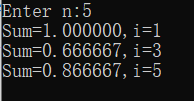 Enter n:5
Sum=1.000000,i=1
Sum=0.666667,i=3
Sum=0.866667,i=5